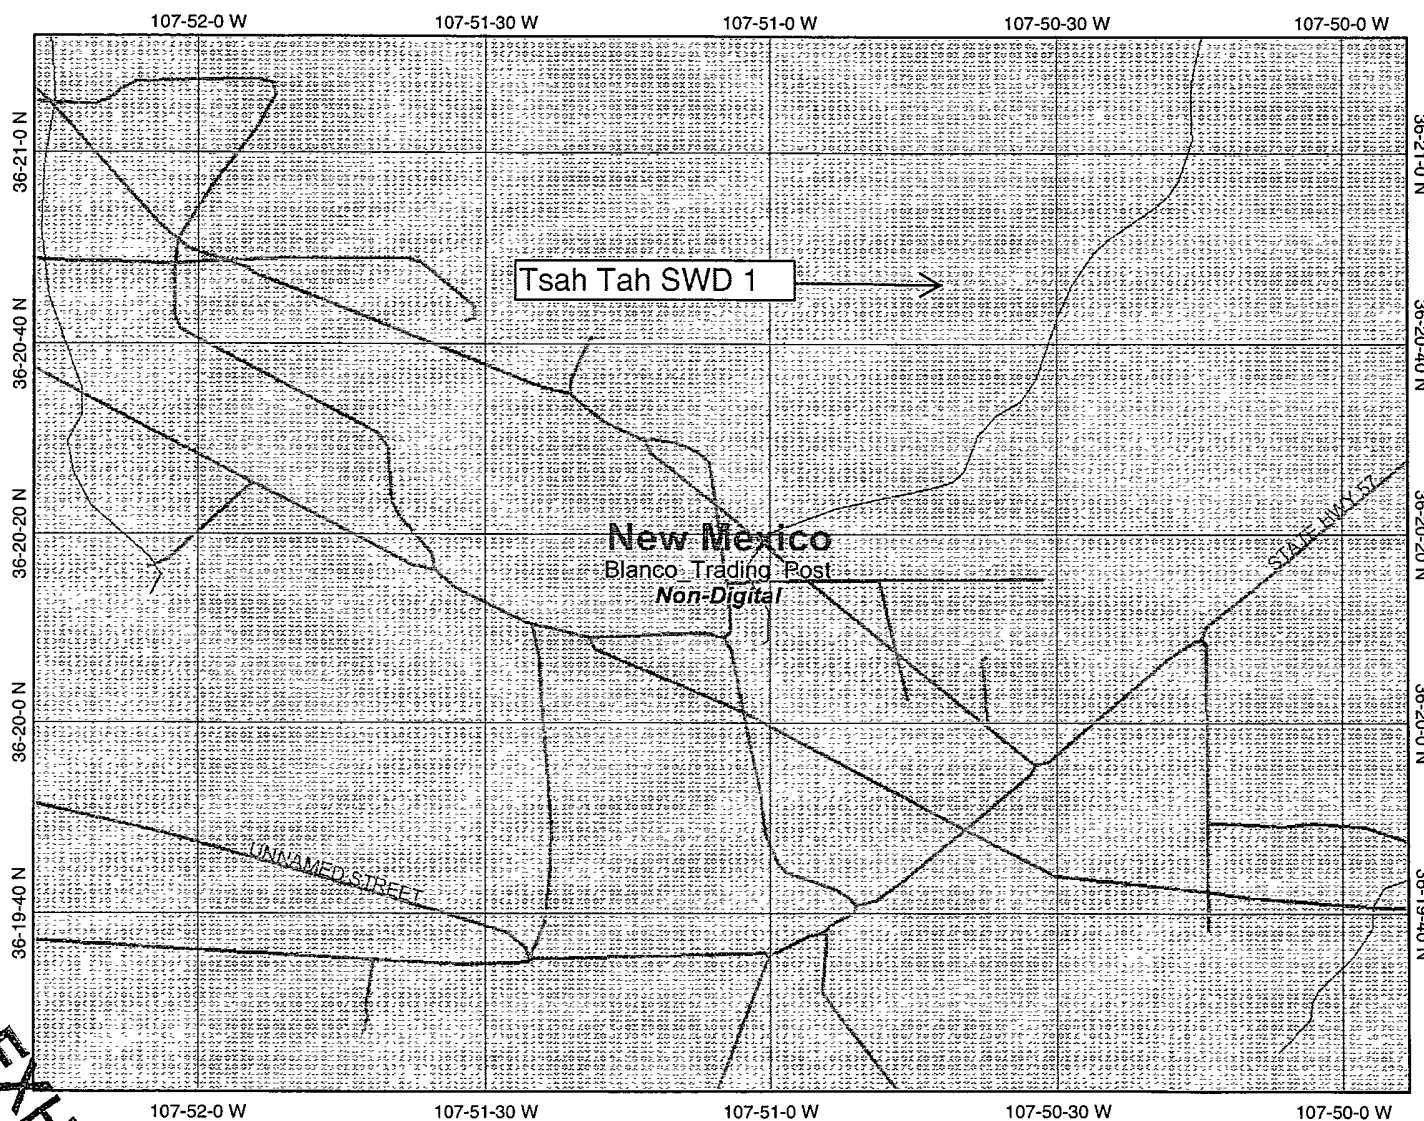 107-52-0 W
107-51-30 W
107-51-0 W
107-50-30 W
107-50-0 W
36-21-0 N
36-21-0 N
Tsah Tah SWD 1
36-20-40 N
36-20-40 N
STATE HWY 57
36-20-20 N
36-20-20 N
New Mexico
Blanco_Trading_Post
Non-Digital
36-20-0 N
36-20-0 N
UNNAMED STREET
36-19-40 N
36-19-40 N
107-52-0 W
107-51-30 W
107-51-0 W
107-50-30 W
107-50-0 W